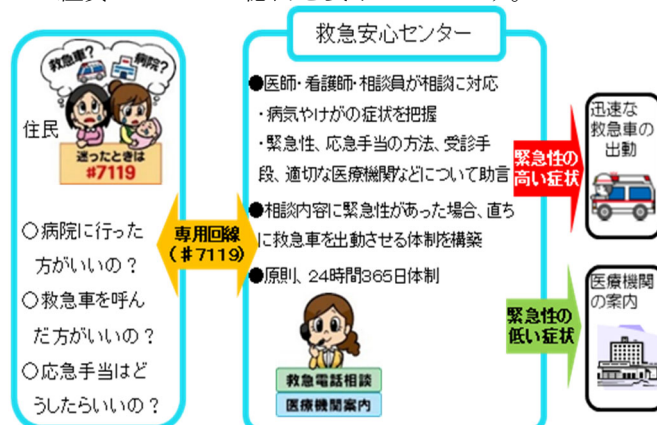 救急車?
病院?
住民
迷ったときは
#7119
〇病院に行った
方がいいの?
〇救急車を呼ん
だ方がいいの?
〇応急手当はど
うしたらいいの?
専用回線
(#7119)
救急安心センター
●医師・看護師・相談員が相談に対応
・病気やけがの症状を把握
・緊急性、応急手当の方法、受診手
段、適切な医療機関などについて助言
●相談内容に緊急性があった場合、直ち
に救急車を出動させる体制を構築
●原則、24時間365日体制
救急電話相談
医療機関案内
緊急性の
高い症状
迅速な
救急車の
出動
緊急性の
低い症状
医療機関
の案内